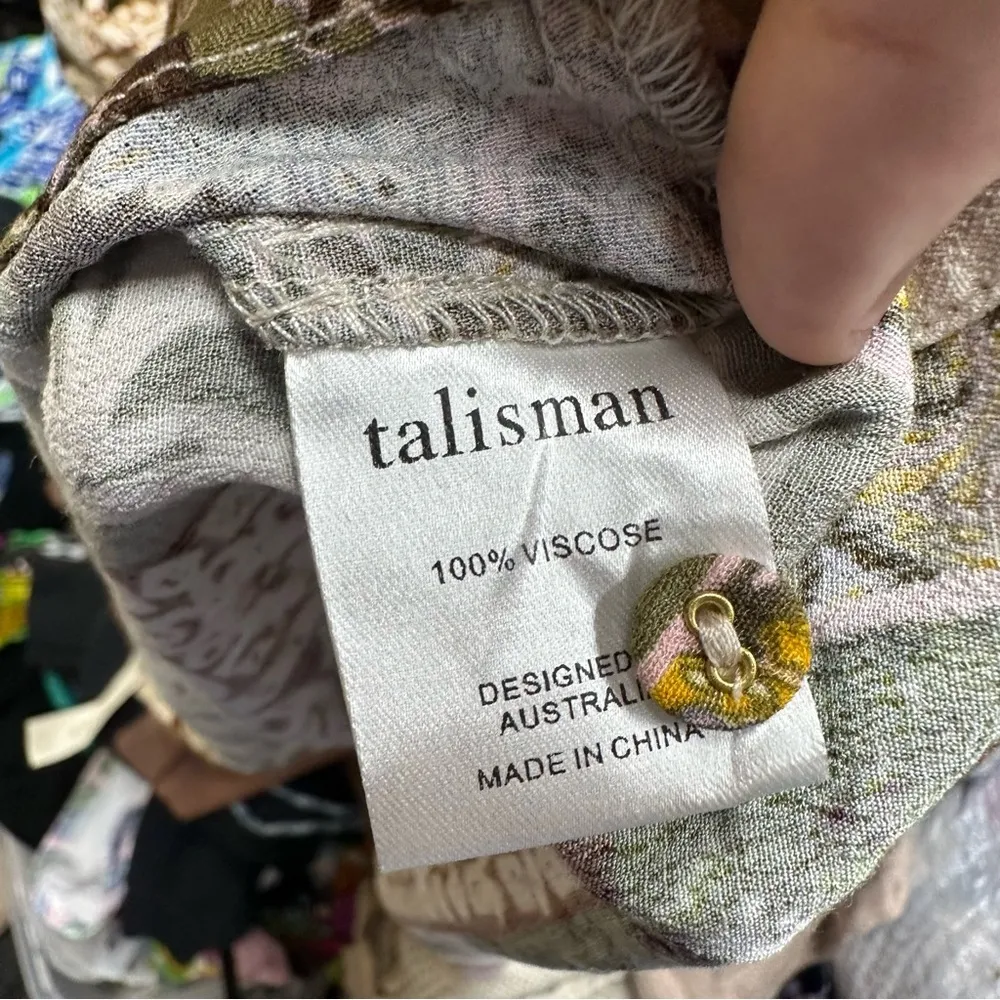 talisman
100% VISCOSE
DESIGNED
AUSTRALI
MADE IN CHINA